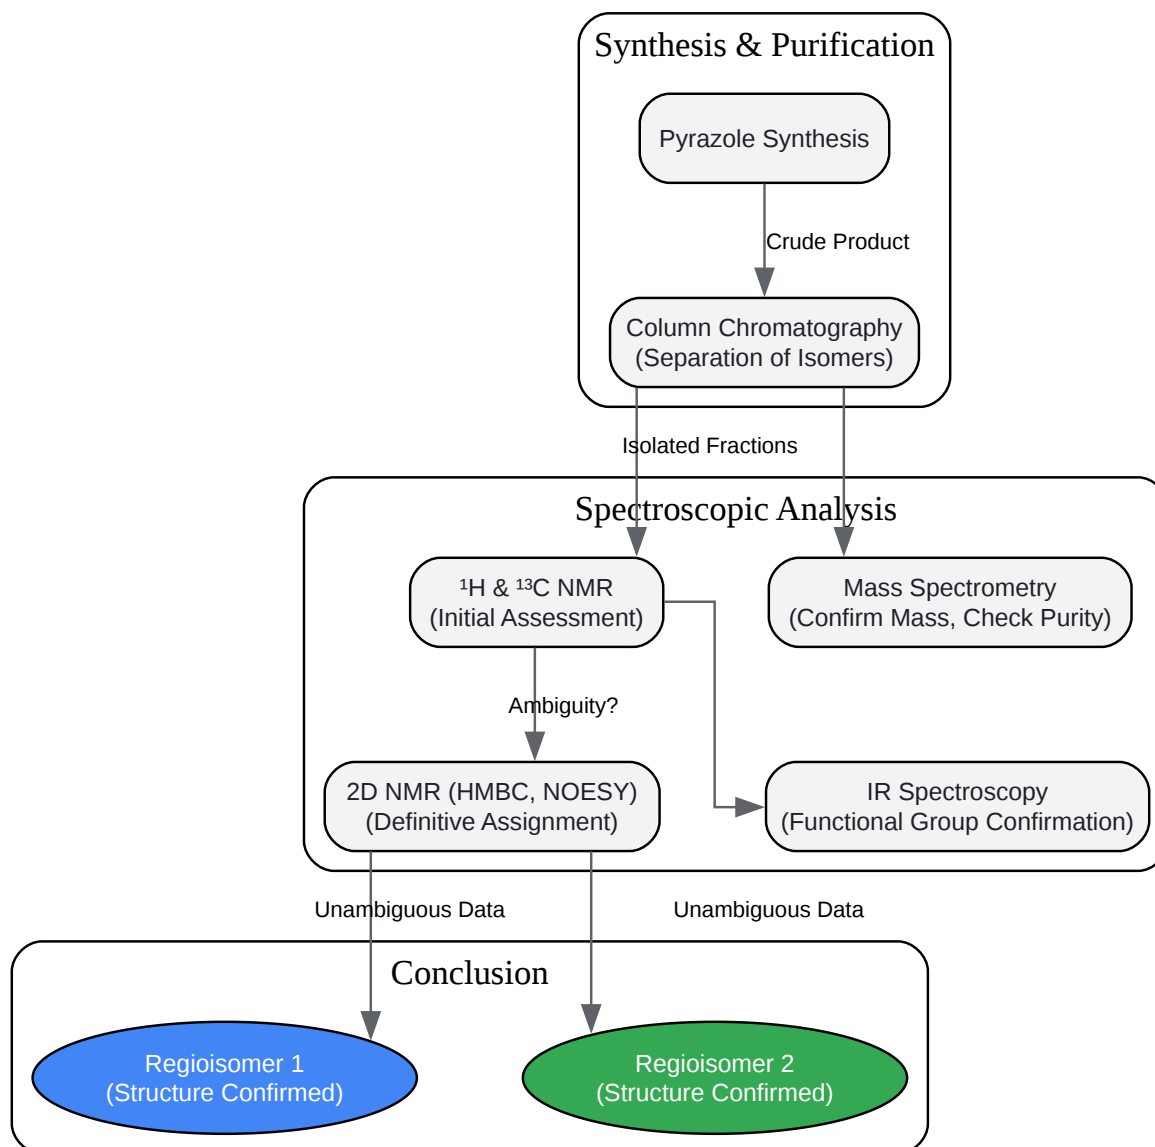 Synthesis & Purification
Pyrazole Synthesis
Crude Product
Column Chromatography
(Separation of Isomers)
Isolated Fractions
Spectroscopic Analysis
¹H & ¹³C NMR
(Initial Assessment)
Mass Spectrometry
(Confirm Mass, Check Purity)
Ambiguity?
2D NMR (HMBC, NOESY)
(Definitive Assignment)
IR Spectroscopy
(Functional Group Confirmation)
Unambiguous Data
Unambiguous Data
Conclusion
Regioisomer 1
(Structure Confirmed)
Regioisomer 2
(Structure Confirmed)